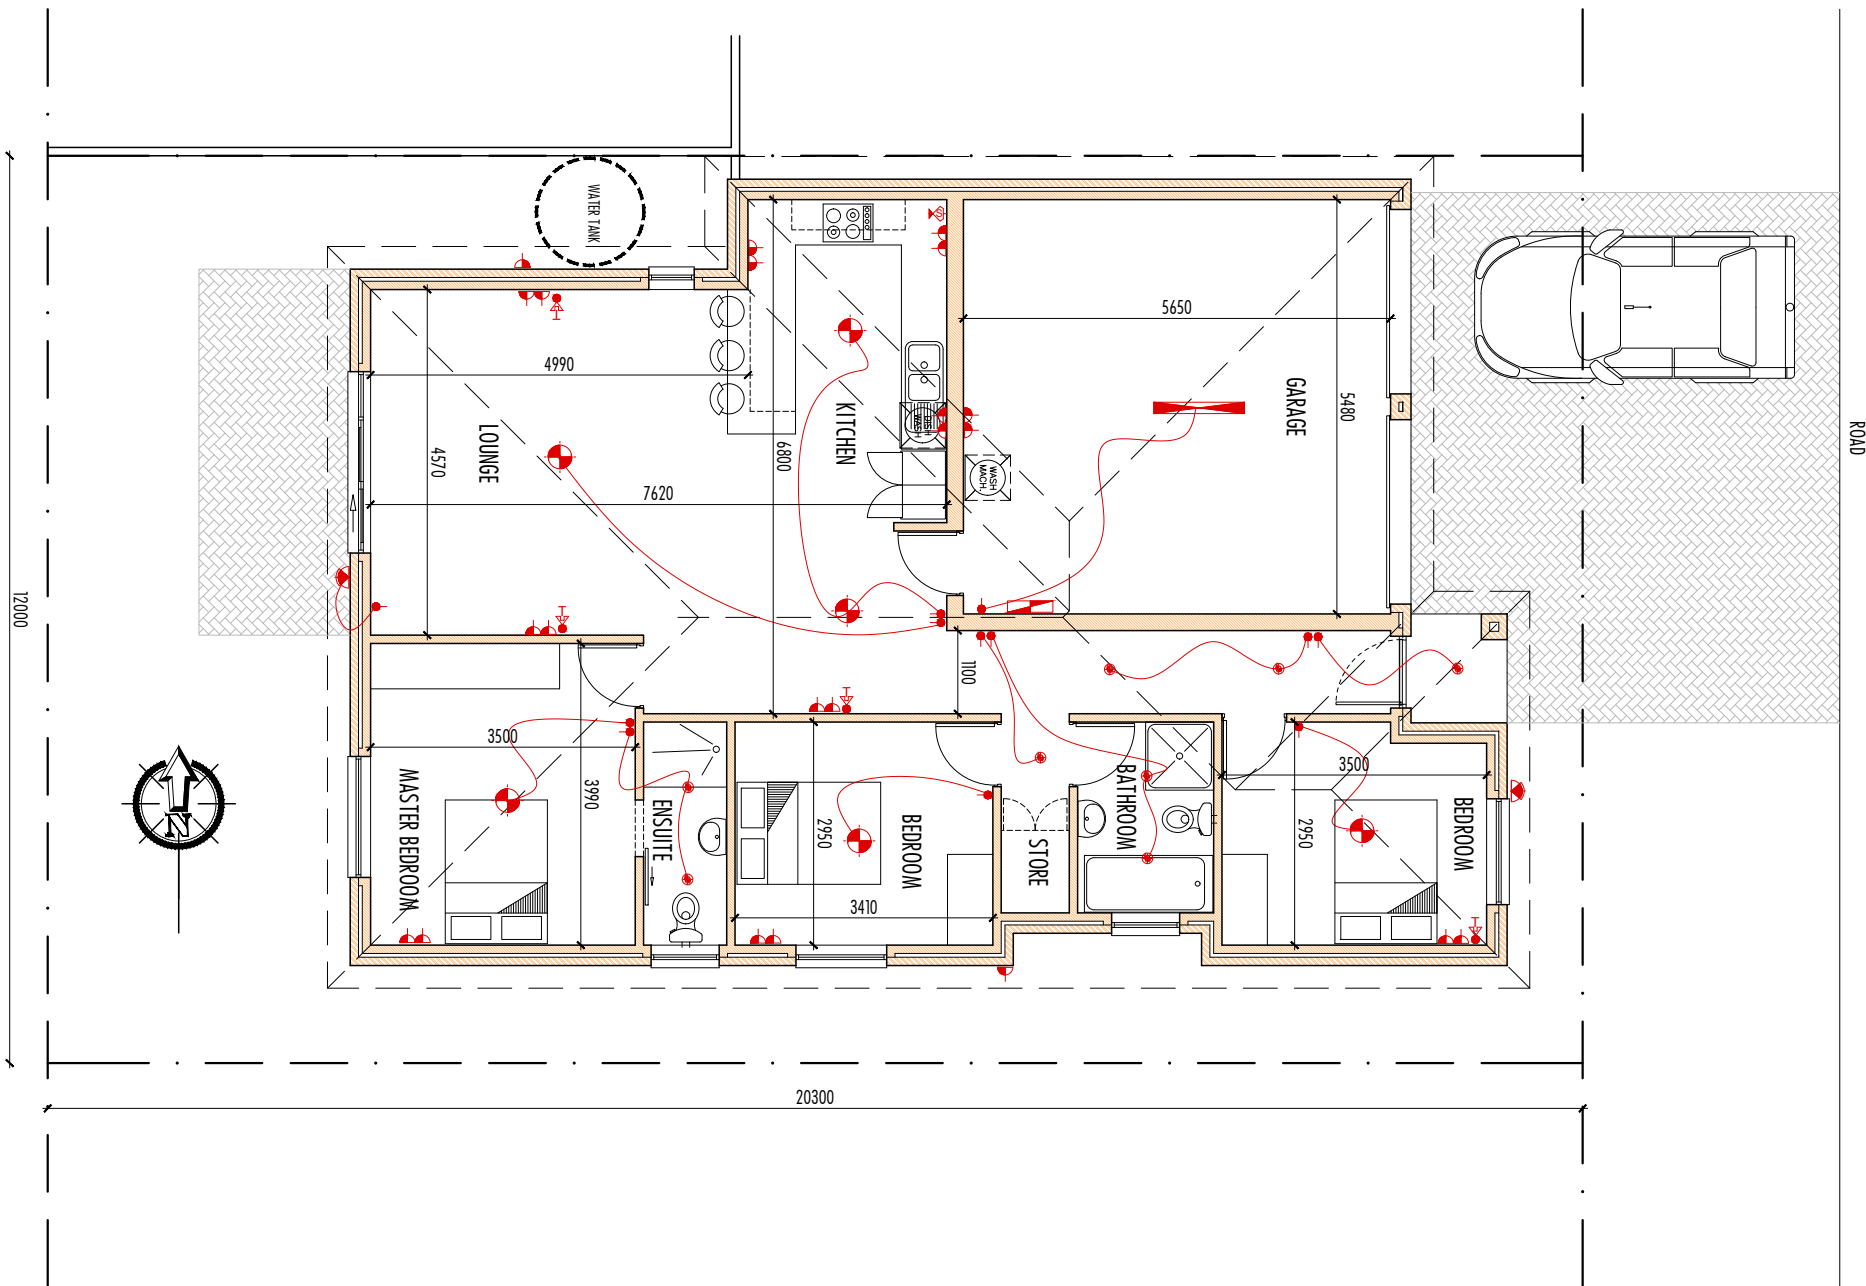 ROAD
WATER TANK
5650
5480
GARAGE
4990
KITCHEN
LOUNGE
4570
6800
DISH
WASH
WASH
MACH.
7620
12000
1100
3500
3990
MASTER BEDROOM
ENSUITE
2950
BEDROOM
3410
STORE
BATHROOM
2950
3500
BEDROOM
N
20300